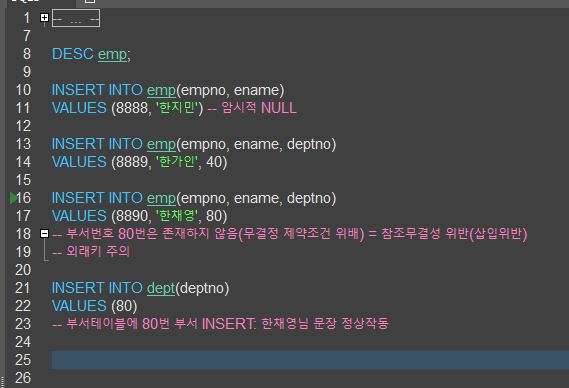 1 -- ... --
7
8 DESC emp;
9
10 INSERT INTO emp(empno, ename)
11 VALUES (8888, '한지민') -- 암시적 NULL
12
13 INSERT INTO emp(empno, ename, deptno)
14 VALUES (8889, '한가인', 40)
15
16 INSERT INTO emp(empno, ename, deptno)
17 VALUES (8890, '한채영', 80)
18 -- 부서번호 80번은 존재하지 않음(무결정 제약조건 위배) = 참조무결성 위반(삽입위반)
19 -- 외래키 주의
20
21 INSERT INTO dept(deptno)
22 VALUES (80)
23 -- 부서테이블에 80번 부서 INSERT: 한채영님 문장 정상작동
24
25
26